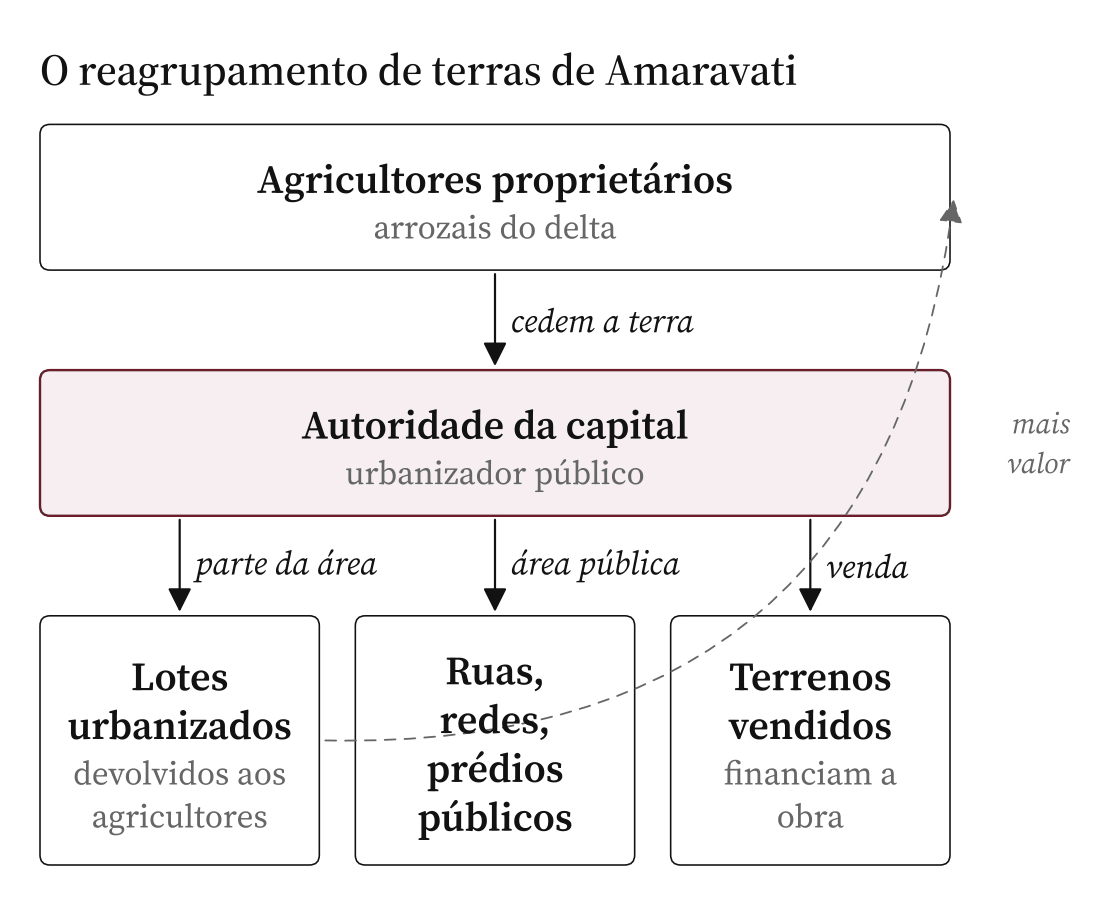 O reagrupamento de terras de Amaravati
Agricultores proprietários
arrozais do delta
cedem a terra
Autoridade da capital
urbanizador público
mais
valor
parte da área
área pública
venda
Lotes
urbanizados
devolvidos aos
agricultores
Ruas,
redes,
prédios
públicos
Terrenos
vendidos
financiam a
obra